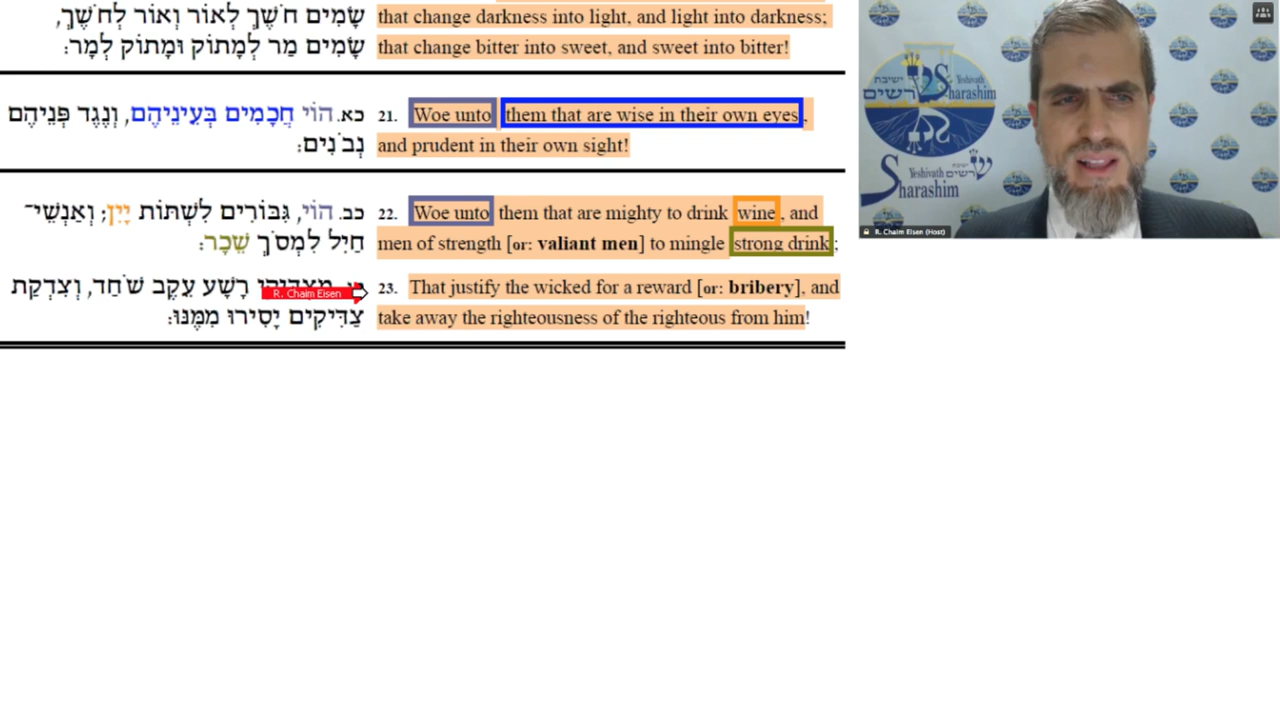 שָׂמִים חֹשֶׁךְ לְאוֹר וְאוֹר לְחֹשֶׁךְ,
that change darkness into light, and light into darkness;
שָׂמִים מַר לְמָתוֹק וּמָתוֹק לְמָר:
that change bitter into sweet, and sweet into bitter!
כא. הוֹי חֲכָמִים בְּעֵינֵיהֶם, וְנֶגֶד פְּנֵיהֶם
21. Woe unto them that are wise in their own eyes,
נְבֹנִים:
and prudent in their own sight!
כב. הוֹי, גִּבּוֹרִים לִשְׁתּוֹת יָיִן; וְאַנְשֵׁי־
22. Woe unto them that are mighty to drink wine, and
חַיִל לִמְסֹךְ שֵׁכָר:
men of strength [or: valiant men] to mingle strong drink;
רָשָׁע עֵקֶב שֹׁחַד, וְצִדְקַת
R. Chaim Eisen
23. That justify the wicked for a reward [or: bribery], and
צַדִּיקִים יָסִירוּ מִמֶּנּוּ:
take away the righteousness of the righteous from him!
ישיבת
שרשים
Yeshivath
Sharashim
Yeshivath ישיבת שרשים
Sharashim
R. Chaim Eisen (Host)